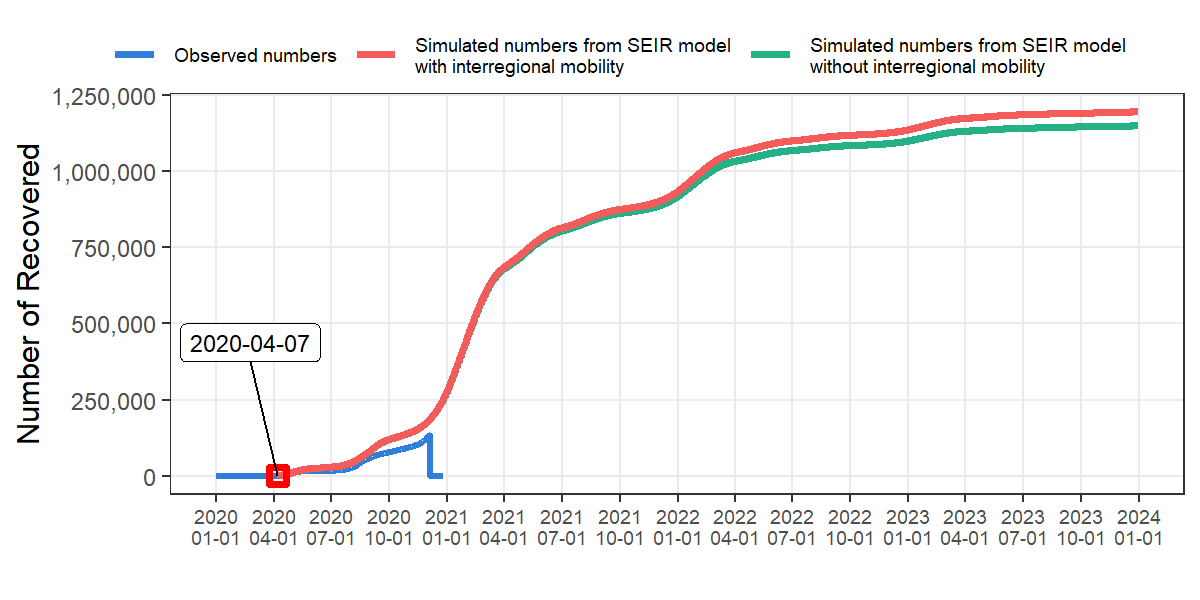 Observed numbers
Simulated numbers from SEIR model
with interregional mobility
Simulated numbers from SEIR model
without interregional mobility
Number of Recovered
1,250,000
1,000,000
750,000
500,000
250,000
0
2020-04-07
2020 2020 2020 2020 2021 2021 2021 2021 2022 2022 2022 2022 2023 2023 2023 2023 2024
01-01 04-01 07-01 10-01 01-01 04-01 07-01 10-01 01-01 04-01 07-01 10-01 01-01 04-01 07-01 10-01 01-01